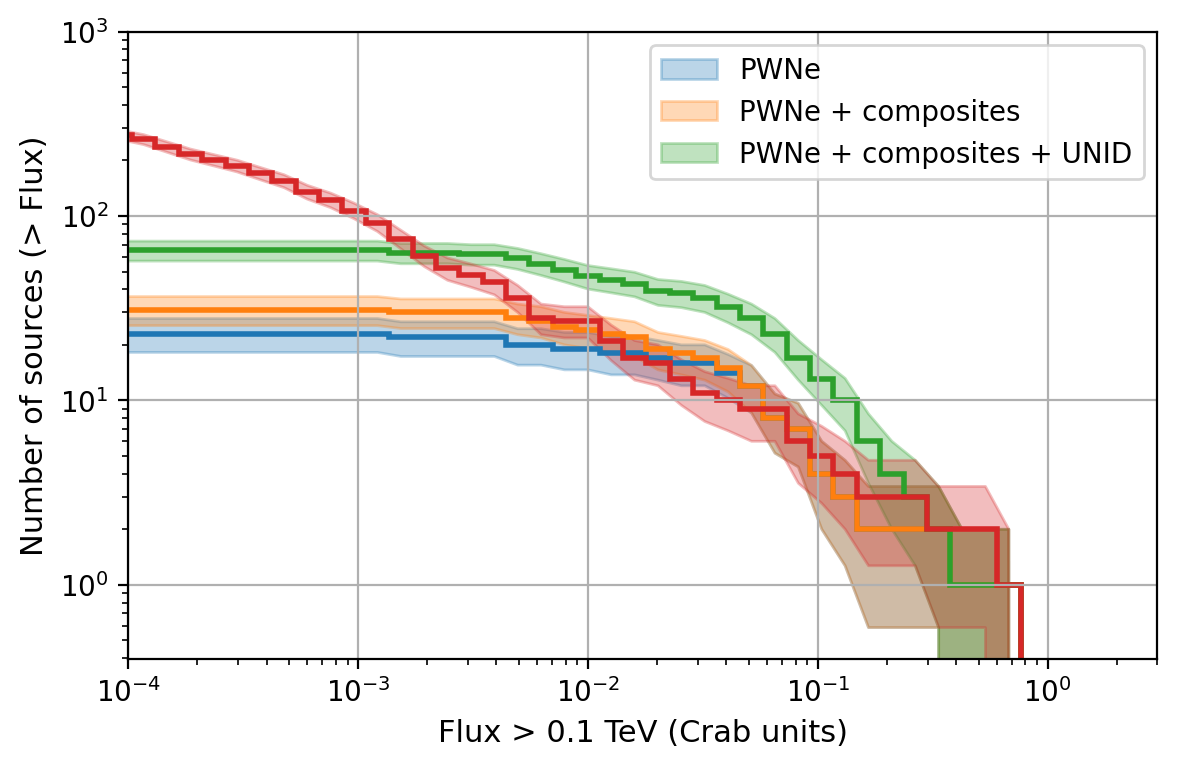 10³
10²
10¹
10⁰
Number of sources (> Flux)
PWNe
PWNe + composites
PWNe + composites + UNID
10⁻⁴ 10⁻³ 10⁻² 10⁻¹ 10⁰
Flux > 0.1 TeV (Crab units)